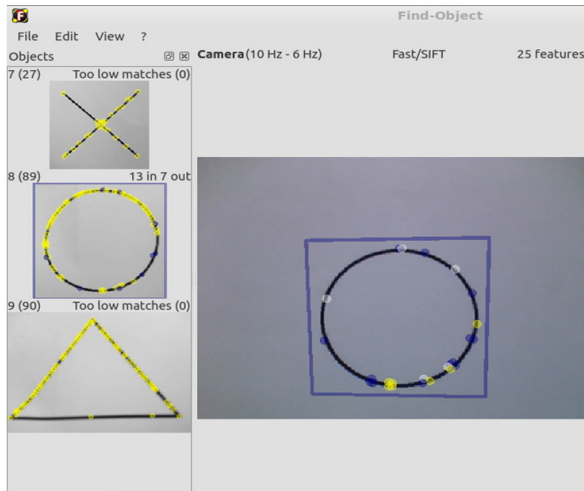 Find-Object
File Edit View ?
Objects
Camera (10 Hz - 6 Hz) Fast/SIFT 25 features
7 (27) Too low matches (0)
8 (89) 13 in 7 out
9 (90) Too low matches (0)